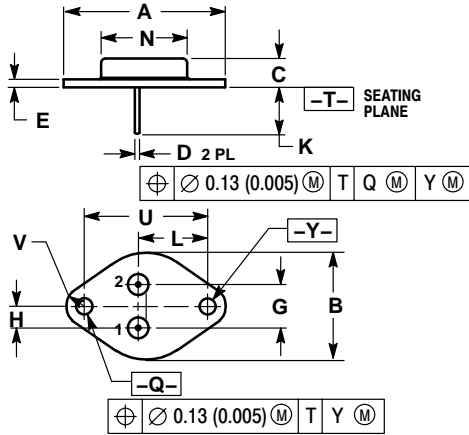 A
N
C
E
–T–
SEATING
PLANE
K
D 2 PL
⌖ ∅ 0.13 (0.005) Ⓜ T Q Ⓜ Y Ⓜ
U
V
L
–Y–
2
H
G
B
1
–Q–
⌖ ∅ 0.13 (0.005) Ⓜ T Y Ⓜ